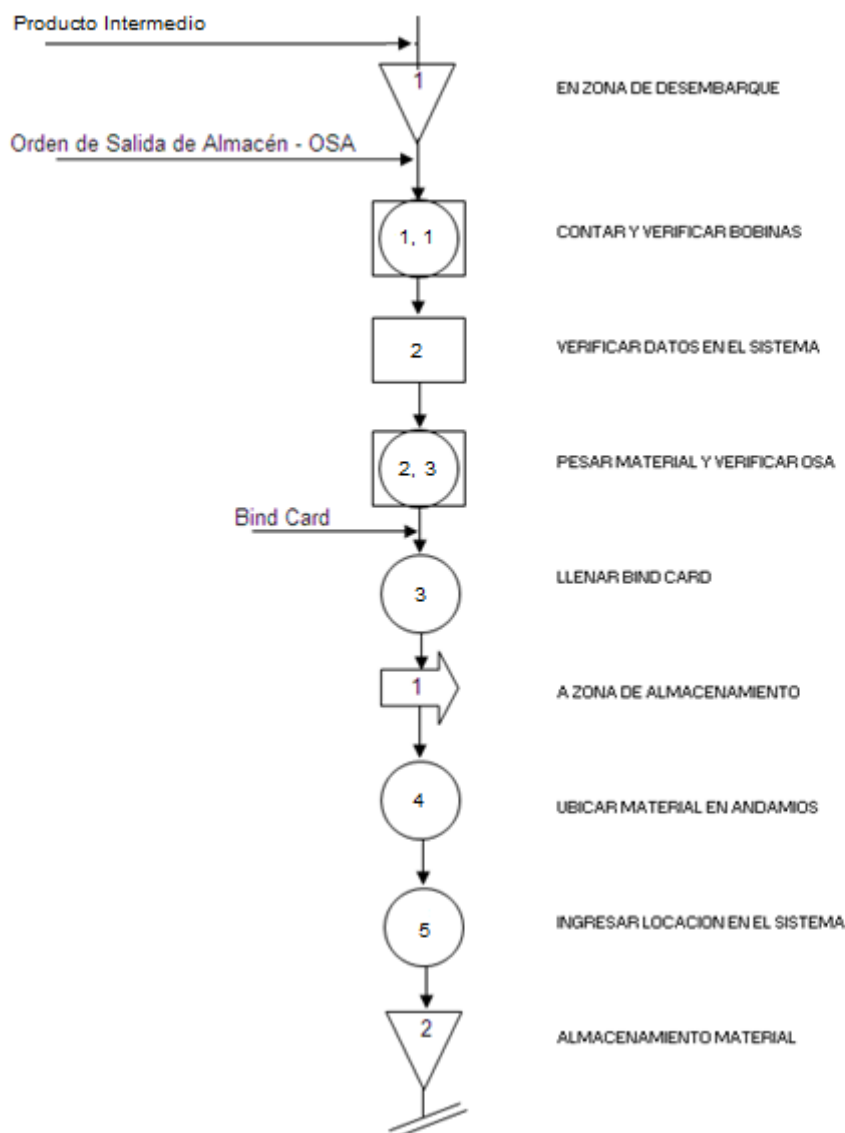 Producto Intermedio
1
EN ZONA DE DESEMBARQUE
Orden de Salida de Almacén - OSA
1, 1
CONTAR Y VERIFICAR BOBINAS
2
VERIFICAR DATOS EN EL SISTEMA
2, 3
PESAR MATERIAL Y VERIFICAR OSA
Bind Card
3
LLENAR BIND CARD
1
A ZONA DE ALMACENAMIENTO
4
UBICAR MATERIAL EN ANDAMIOS
5
INGRESAR LOCACION EN EL SISTEMA
2
ALMACENAMIENTO MATERIAL